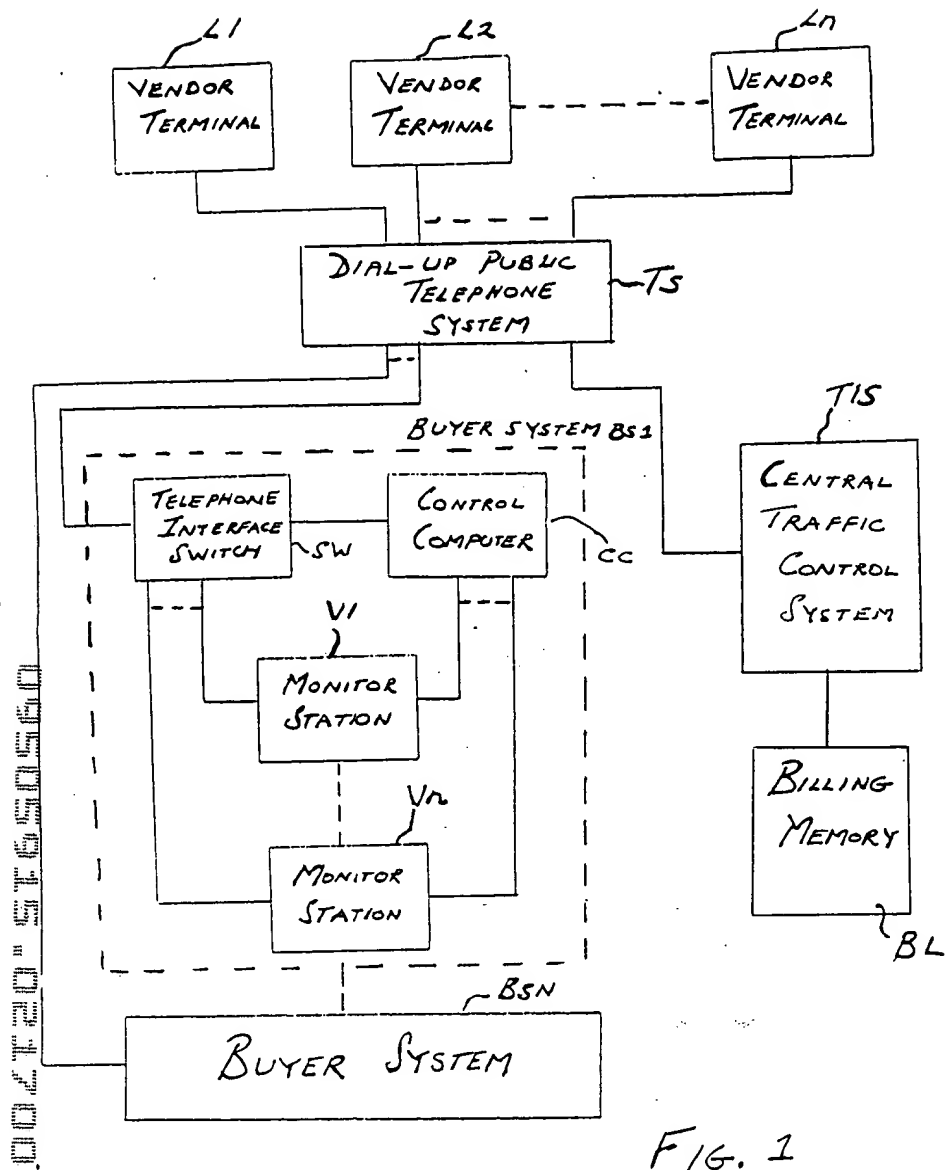 L1
L2
Ln
VENDOR
TERMINAL
VENDOR
TERMINAL
VENDOR
TERMINAL
DIAL-UP PUBLIC
TELEPHONE
SYSTEM
TS
BUYER SYSTEM BS1
TELEPHONE
INTERFACE
SWITCH
SW
CONTROL
COMPUTER
CC
T1S
CENTRAL
TRAFFIC
CONTROL
SYSTEM
V1
MONITOR
STATION
Vn
MONITOR
STATION
BILLING
MEMORY
BL
BSN
BUYER SYSTEM
FIG. 1